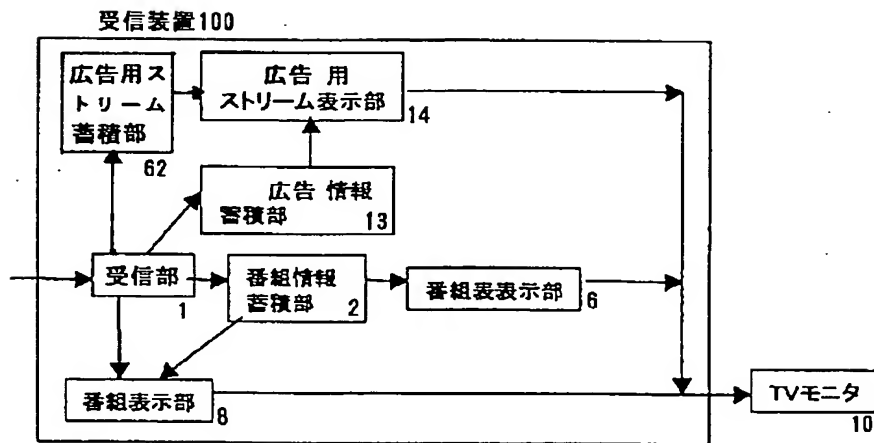 受信装置100
広告用ス
トリーム
蓄積部
62
広告 用
ストリーム表示部
14
広告 情報
蓄積部
13
受信部
1
番組情報
蓄積部
2
番組表表示部
6
番組表示部
8
TVモニタ
10